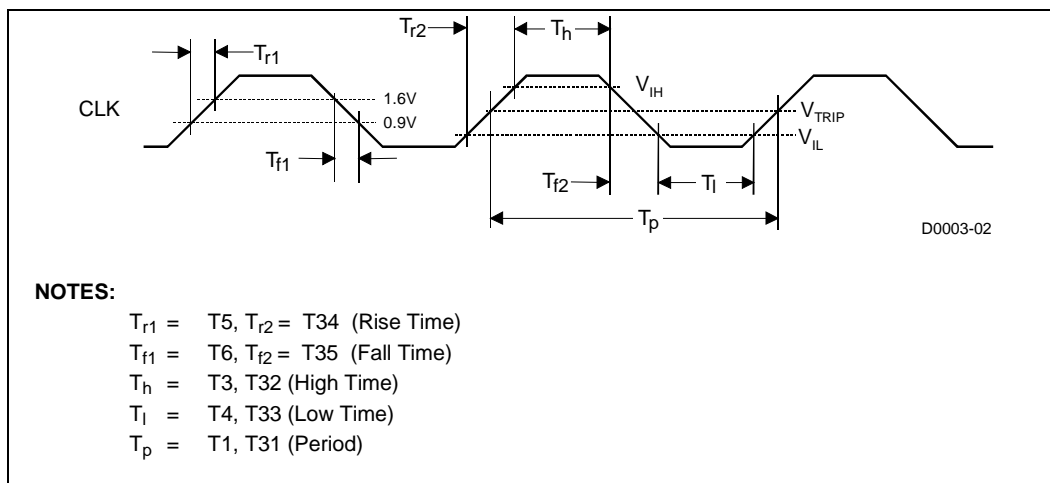 Tr2
Th
Tr1
VIH
CLK
1.6V
VTRIP
0.9V
VIL
Tf1
Tf2
Tl
Tp
D0003-02
NOTES:
Tr1 = T5, Tr2 = T34 (Rise Time)
Tf1 = T6, Tf2 = T35 (Fall Time)
Th = T3, T32 (High Time)
Tl = T4, T33 (Low Time)
Tp = T1, T31 (Period)